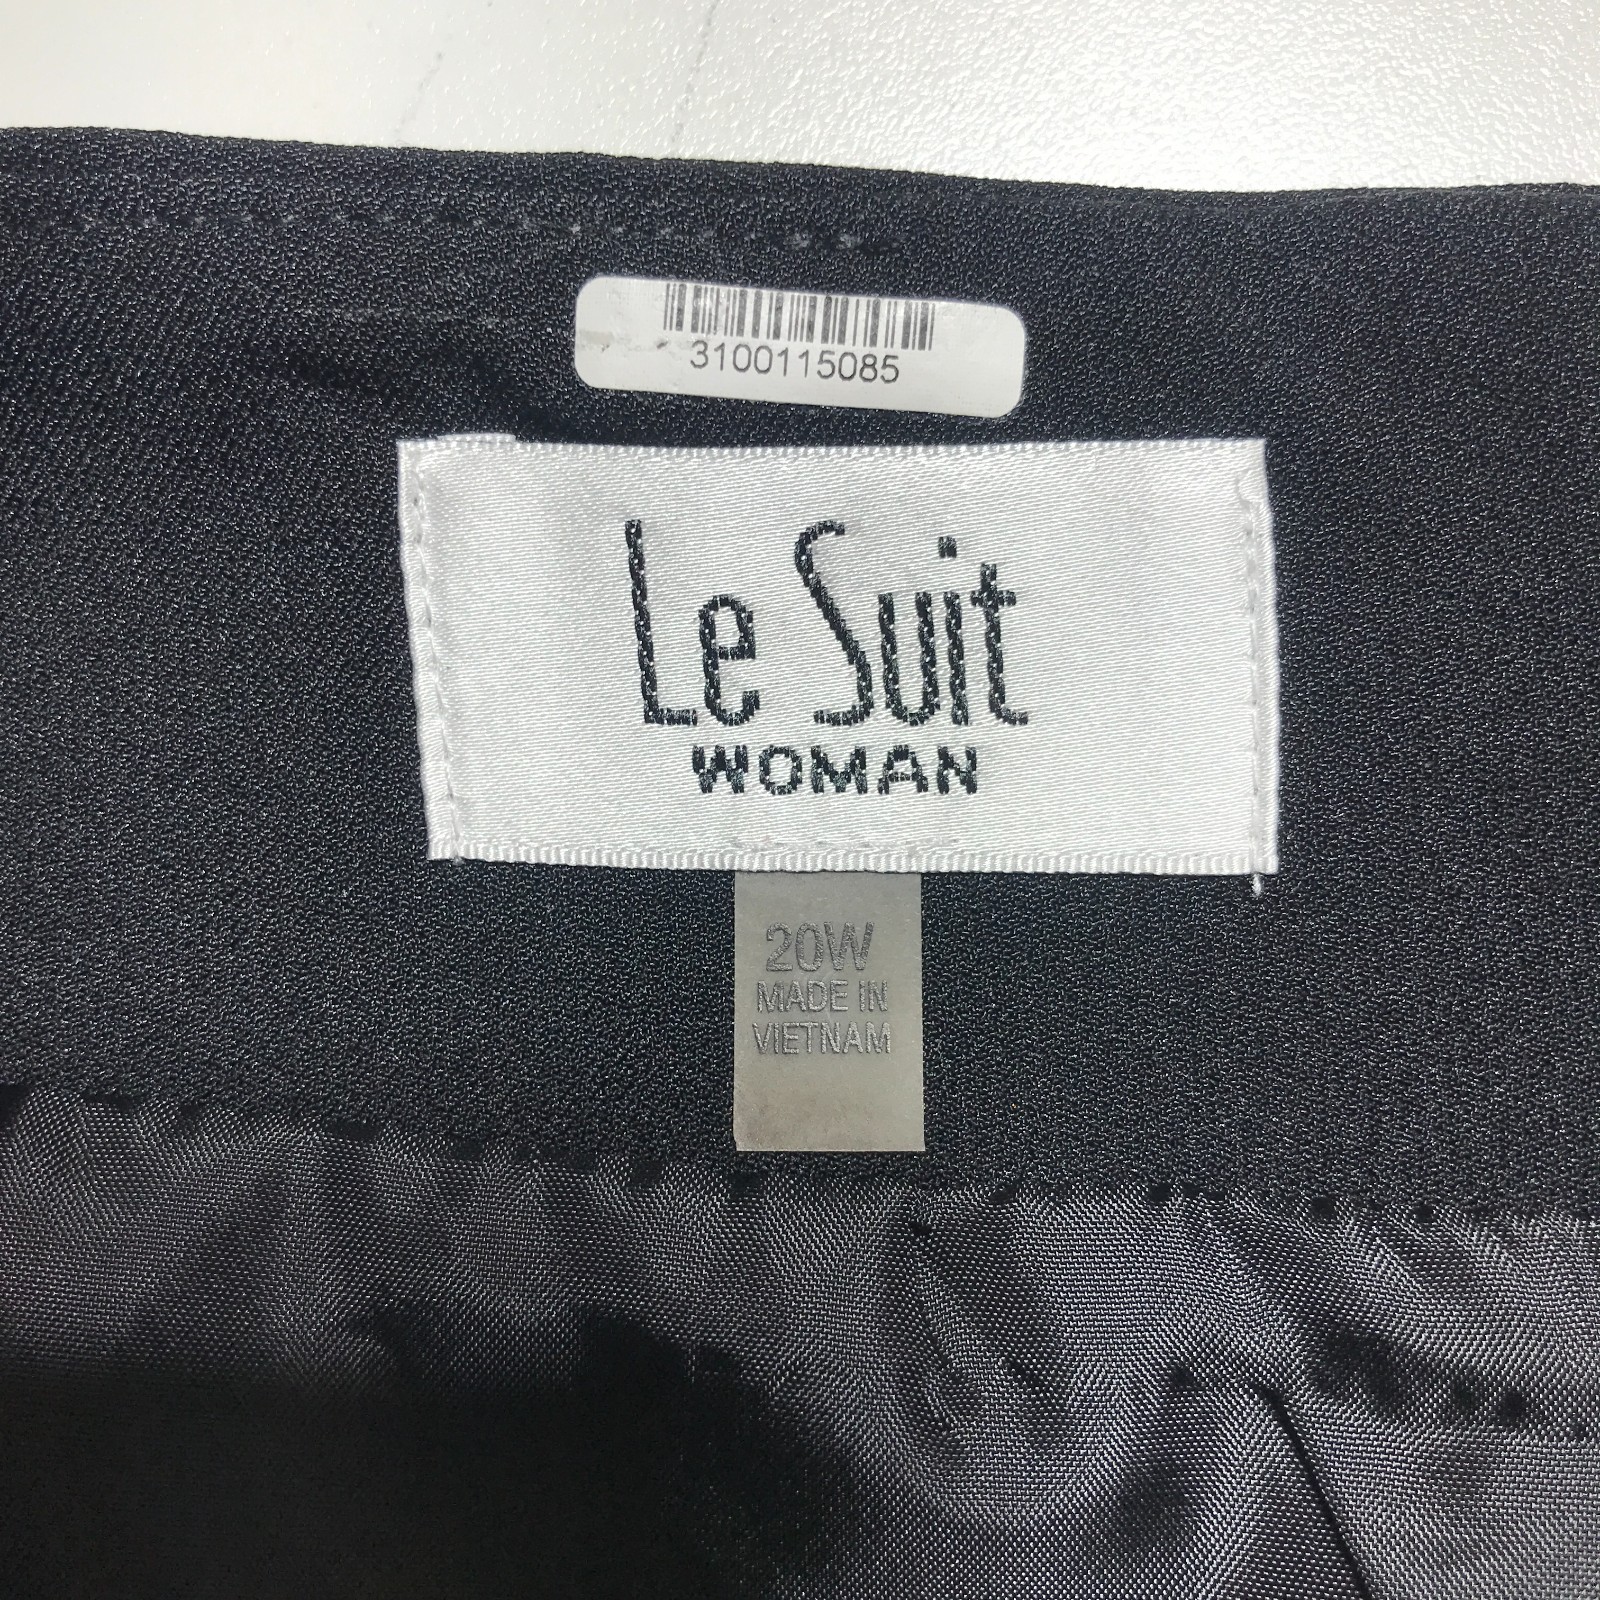 3100115085
Le Suit
WOMAN
20W
MADE IN
VIETNAM